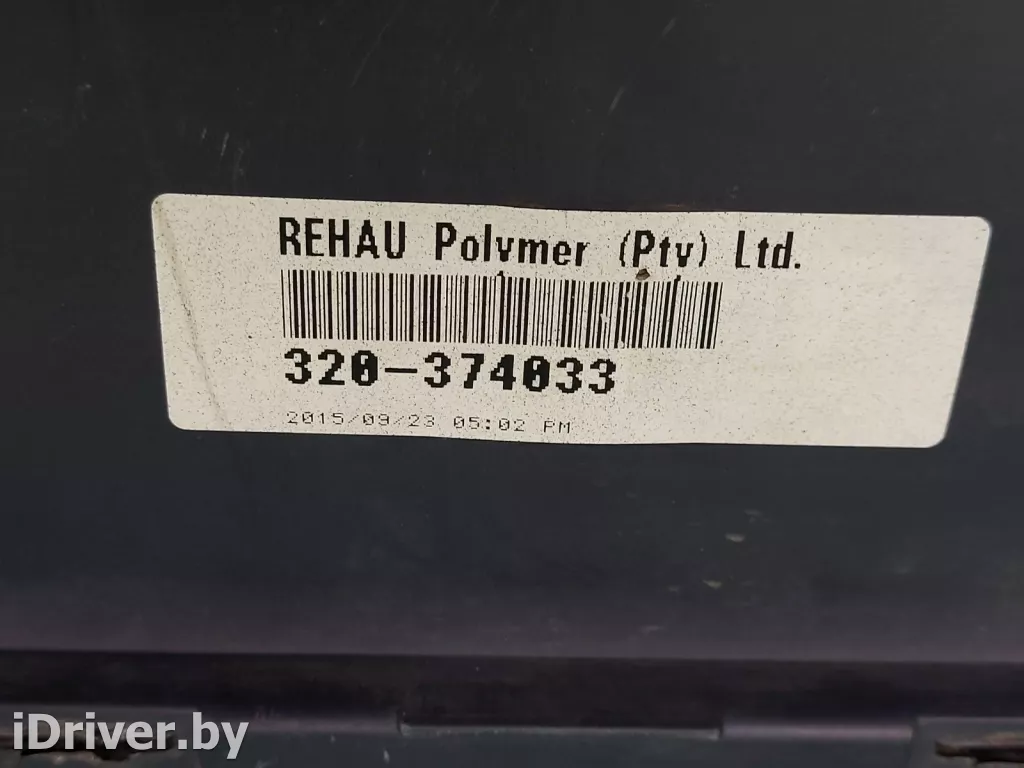 REHAU Polymer (Pty) Ltd.
320-374033
2015/09/23 05:02 PM
iDriver.by